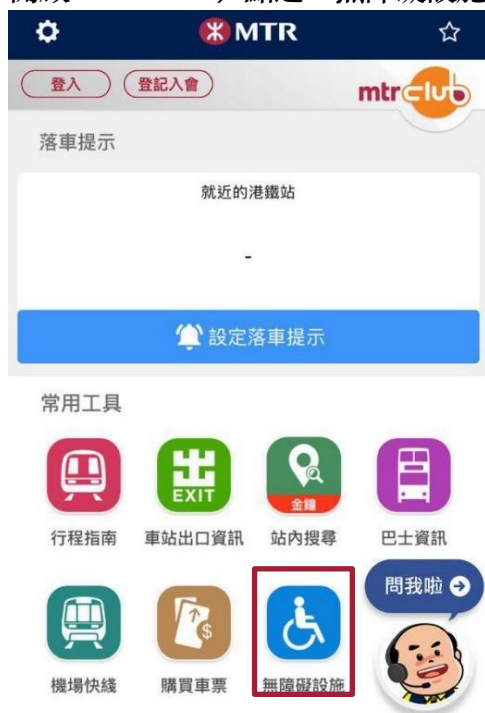 MTR
登入
登記入會
mtrclub
落車提示
就近的港鐵站
-
設定落車提示
常用工具
出
EXIT
金鐘
行程指南
車站出口資訊
站內搜尋
巴士資訊
問我啦
$
機場快綫
購買車票
無障礙設施